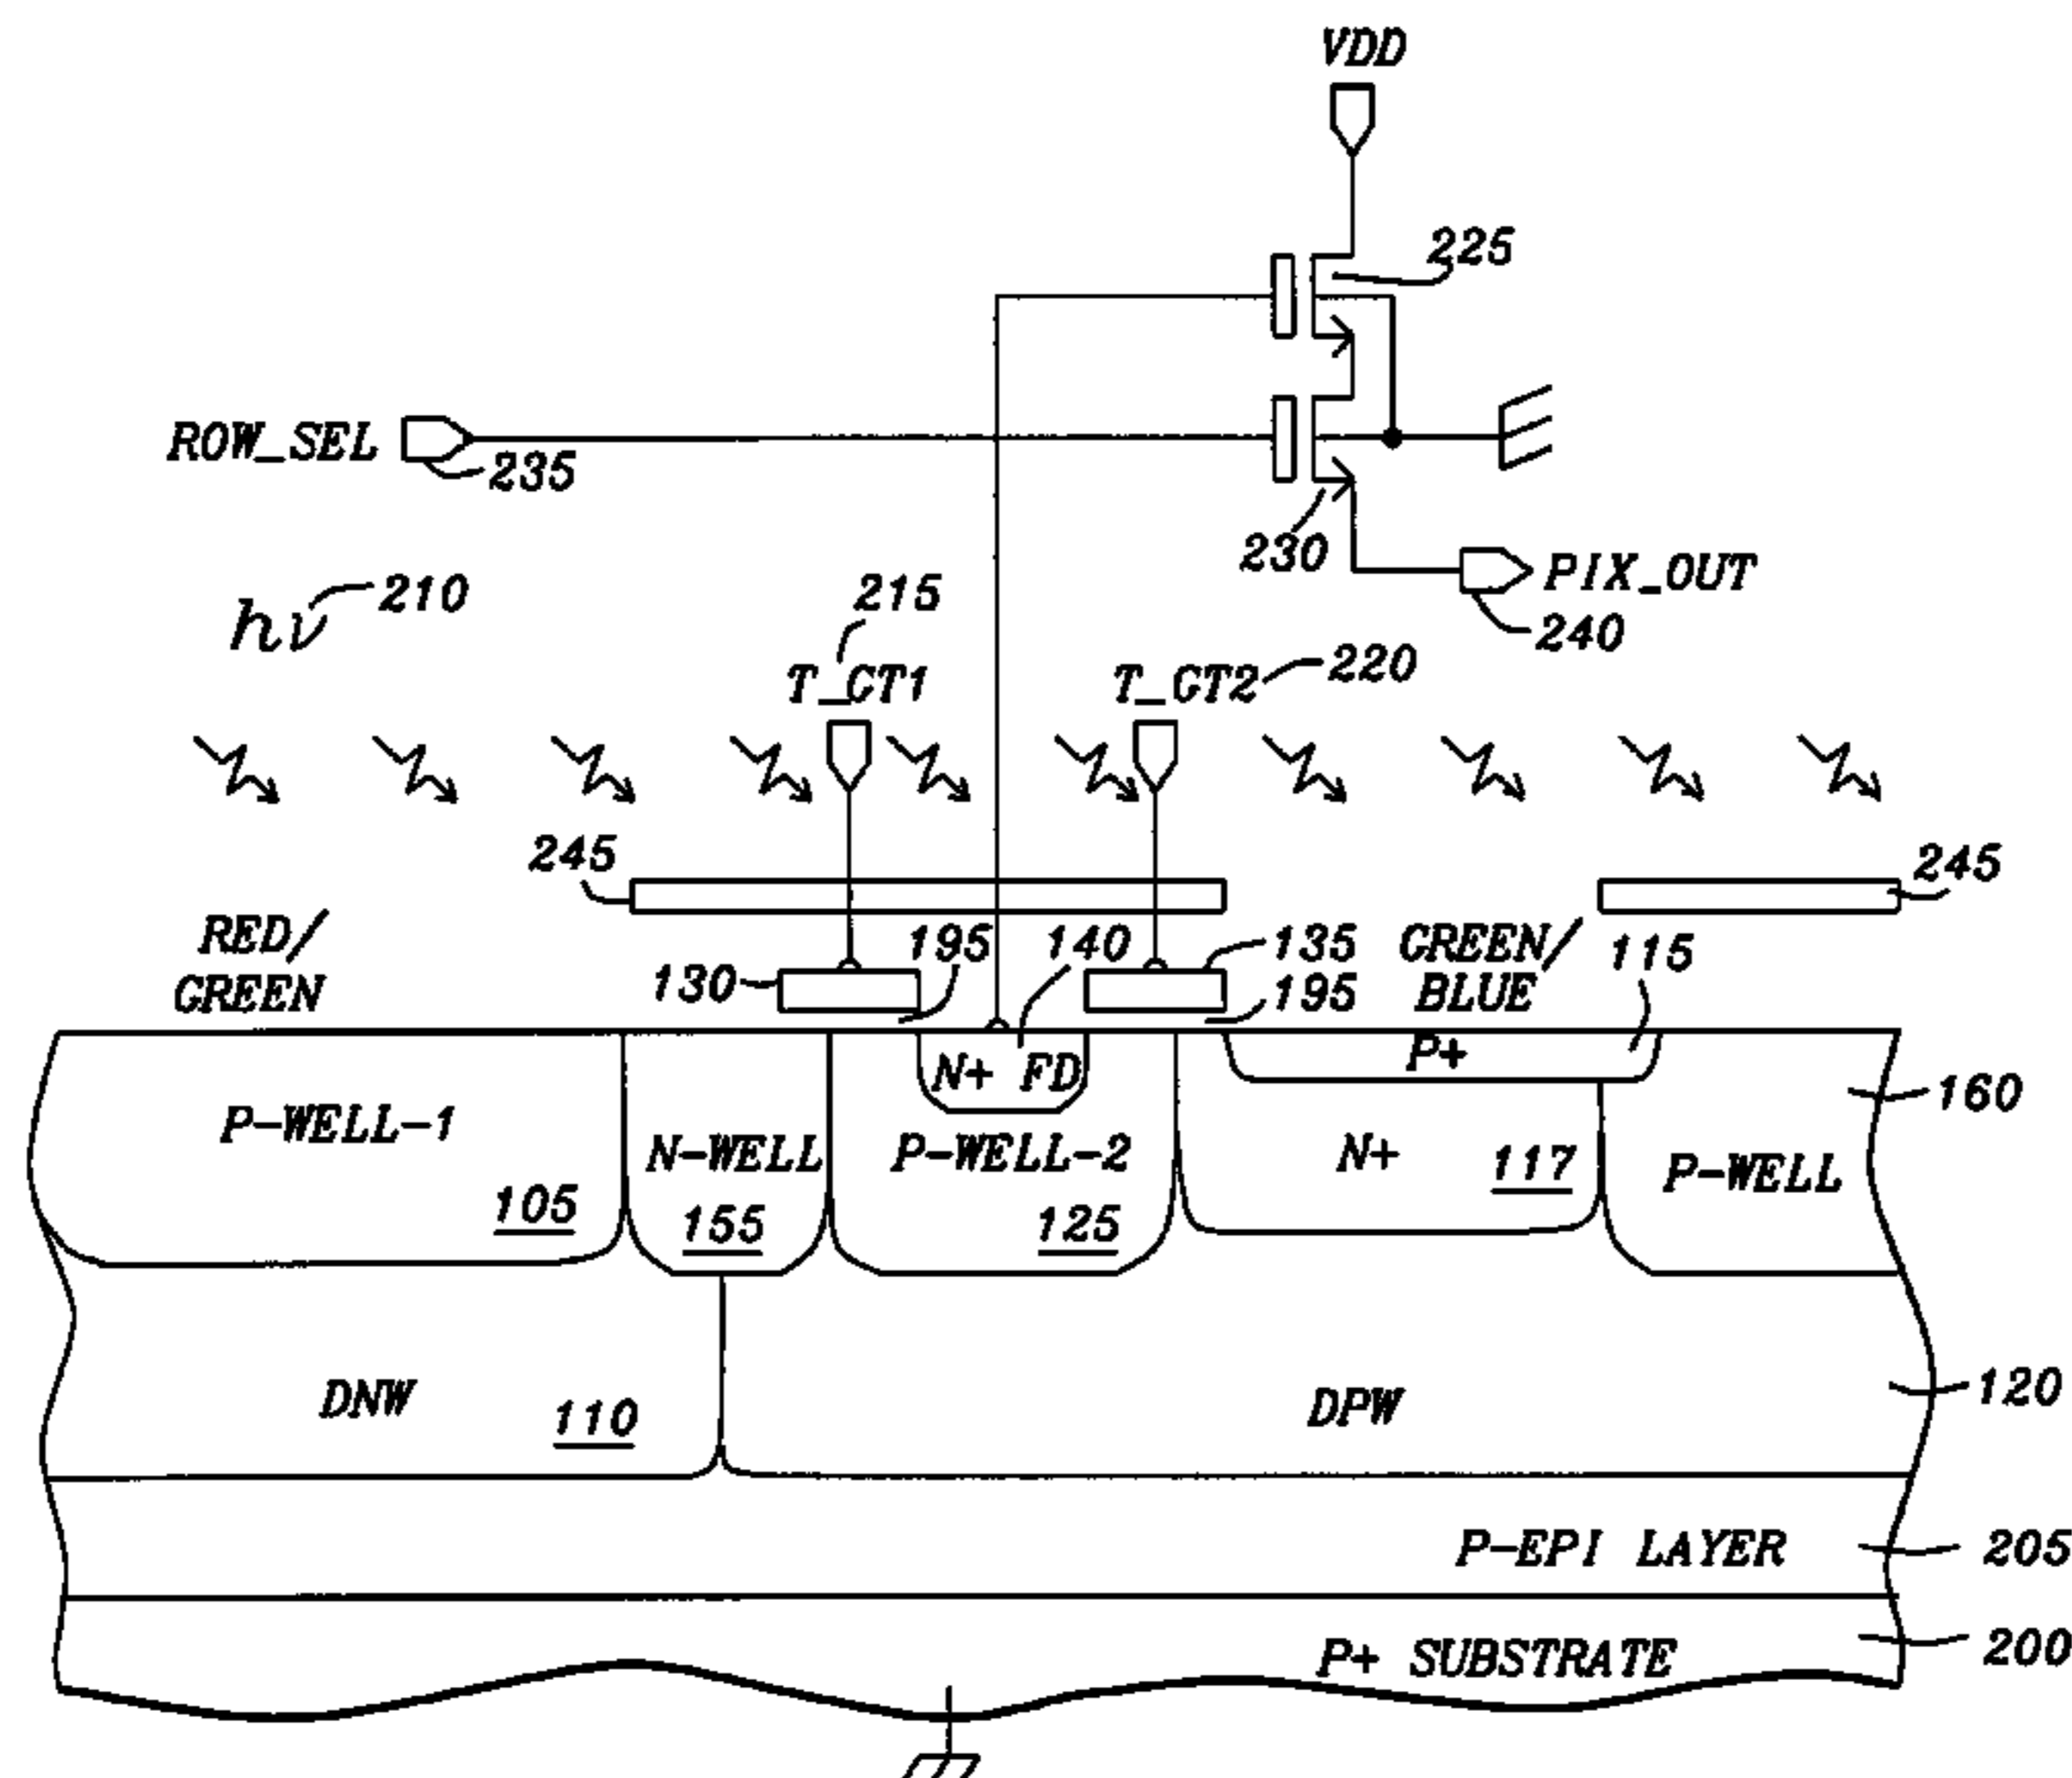 VDD
225
ROW_SEL
235
230
PIX_OUT
240
hν 210
215
T_GT1
T_GT2 220
245
245
RED/
GREEN
130
195
140
135
195
GREEN/
BLUE
115
N+ FD
P+
160
P-WELL-1
105
N-WELL
155
P-WELL-2
125
N+
117
P-WELL
DNW
110
DPW
120
P-EPI LAYER
205
P+ SUBSTRATE
200